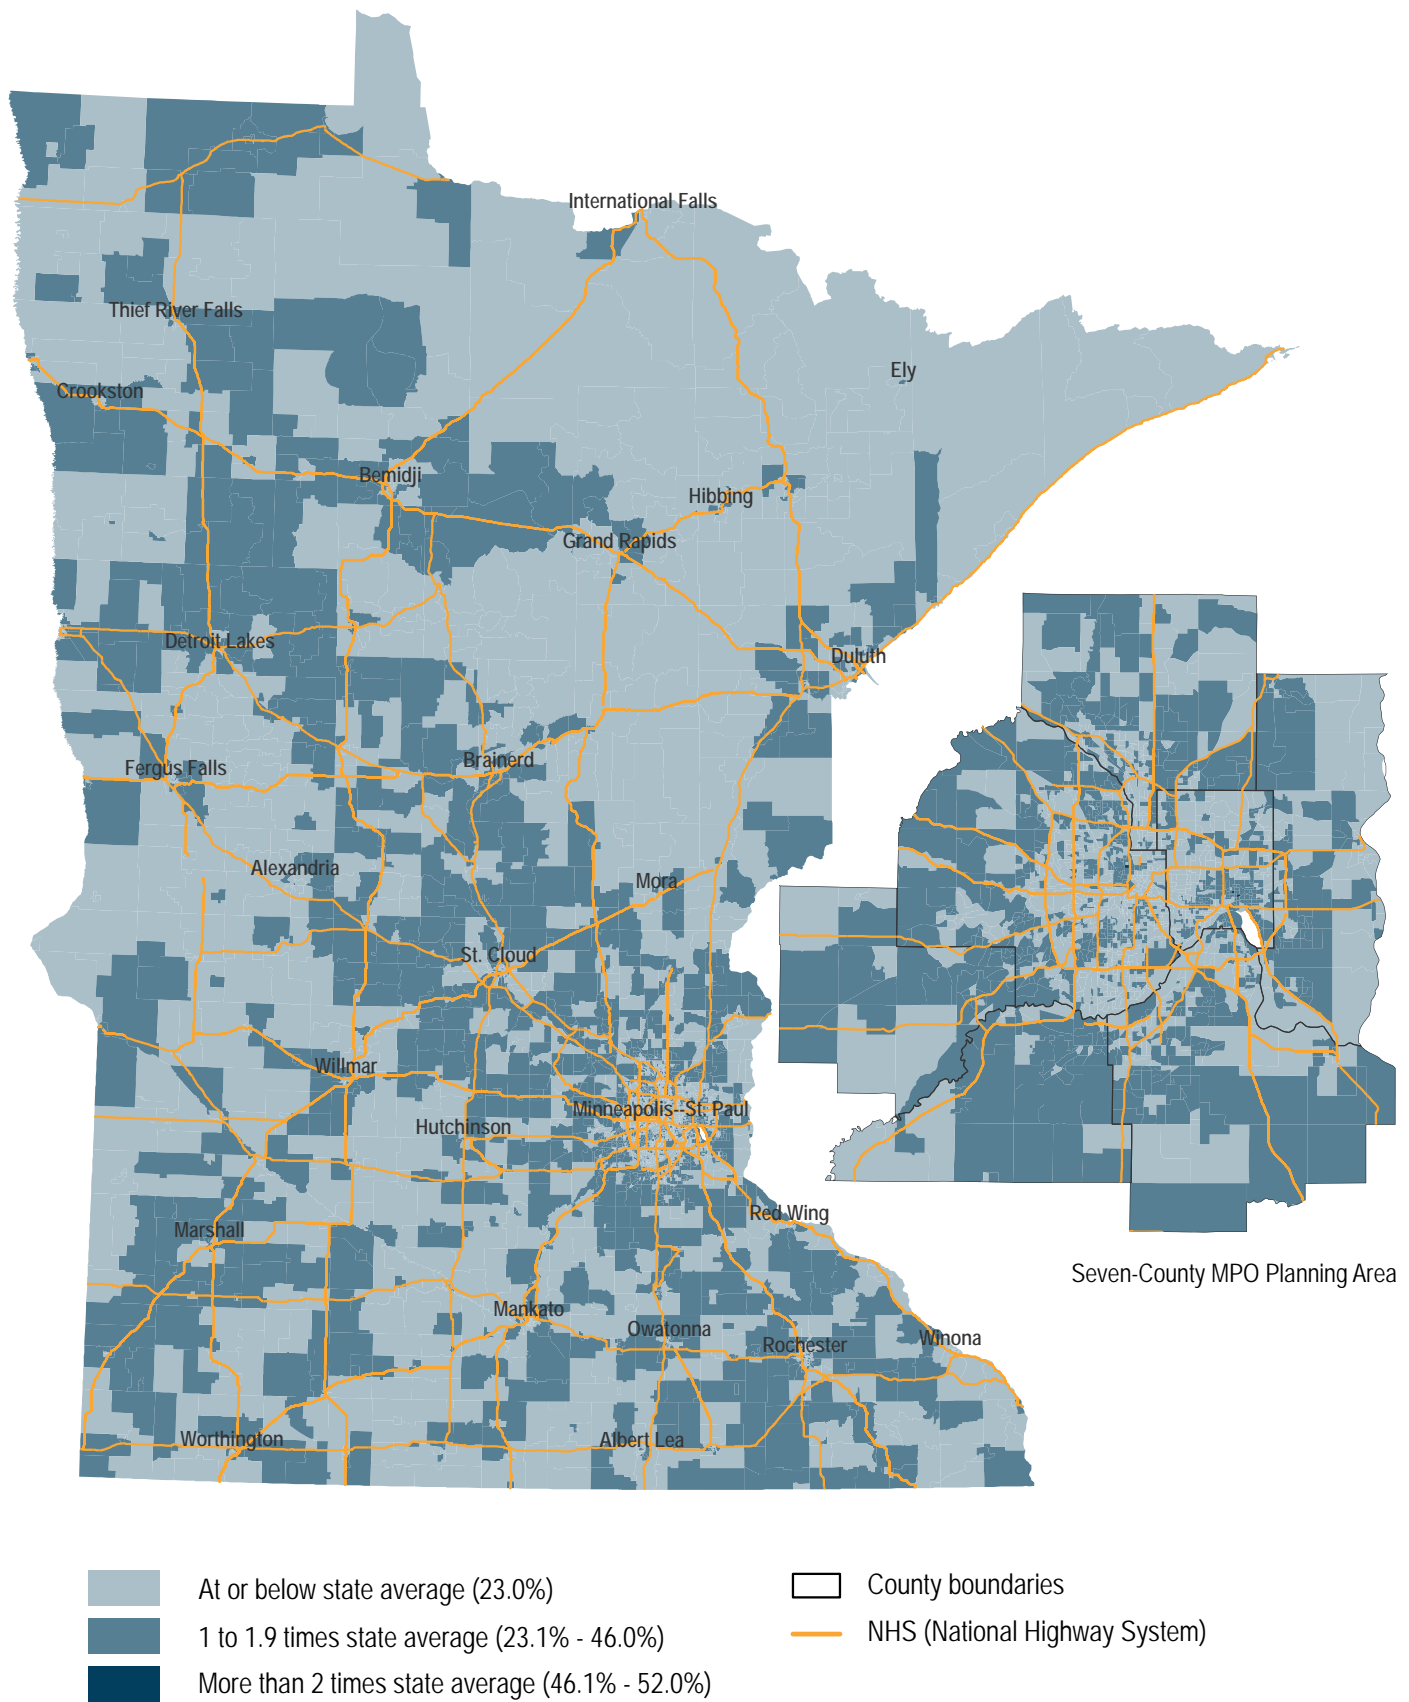 International Falls
Thief River Falls
Ely
Crookston
Bemidji
Hibbing
Grand Rapids
Detroit Lakes
Duluth
Brainerd
Fergus Falls
Alexandria
Mora
St. Cloud
Willmar
Minneapolis--St. Paul
Hutchinson
Red Wing
Marshall
Seven-County MPO Planning Area
Mankato
Owatonna
Winona
Rochester
Worthington
Albert Lea
At or below state average (23.0%)
1 to 1.9 times state average (23.1% - 46.0%)
More than 2 times state average (46.1% - 52.0%)
County boundaries
NHS (National Highway System)